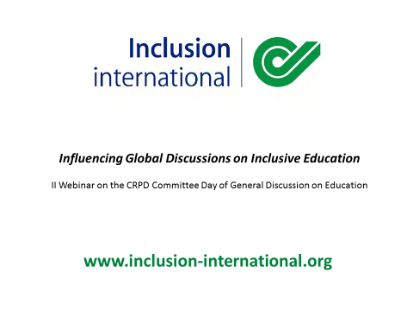 Inclusion
international
Influencing Global Discussions on Inclusive Education
II Webinar on the CRPD Committee Day of General Discussion on Education
www.inclusion-international.org